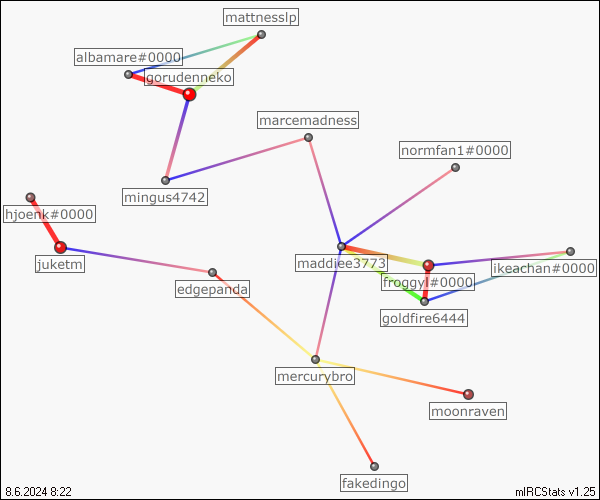 mattnesslp
albamare#0000
gorudenneko
marcemadness
normfan1#0000
mingus4742
hjoenk#0000
juketm
maddiee3773
ikeachan#0000
froggyl#0000
edgepanda
goldfire6444
mercurybro
moonraven
fakedingo
8.6.2024 8:22
mIRCStats v1.25